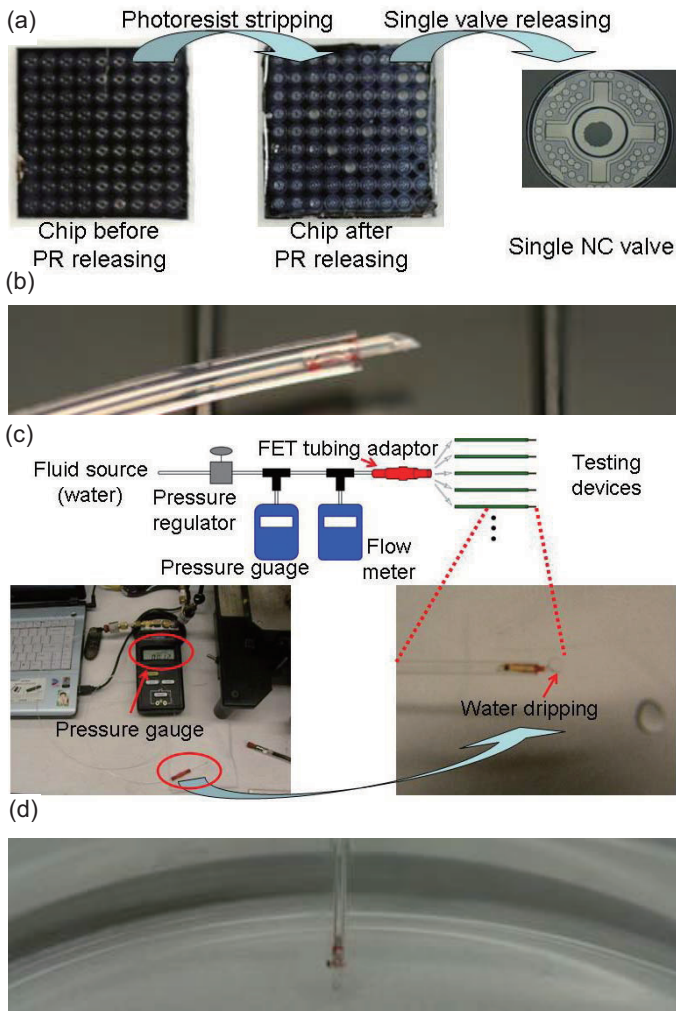 (a)
Photoresist stripping
Single valve releasing
Chip before
PR releasing
Chip after
PR releasing
Single NC valve
(b)
(c)
FET tubing adaptor
Fluid source
(water)
Pressure
regulator
Pressure guage
Flow
meter
Testing
devices
Pressure gauge
Water dripping
(d)